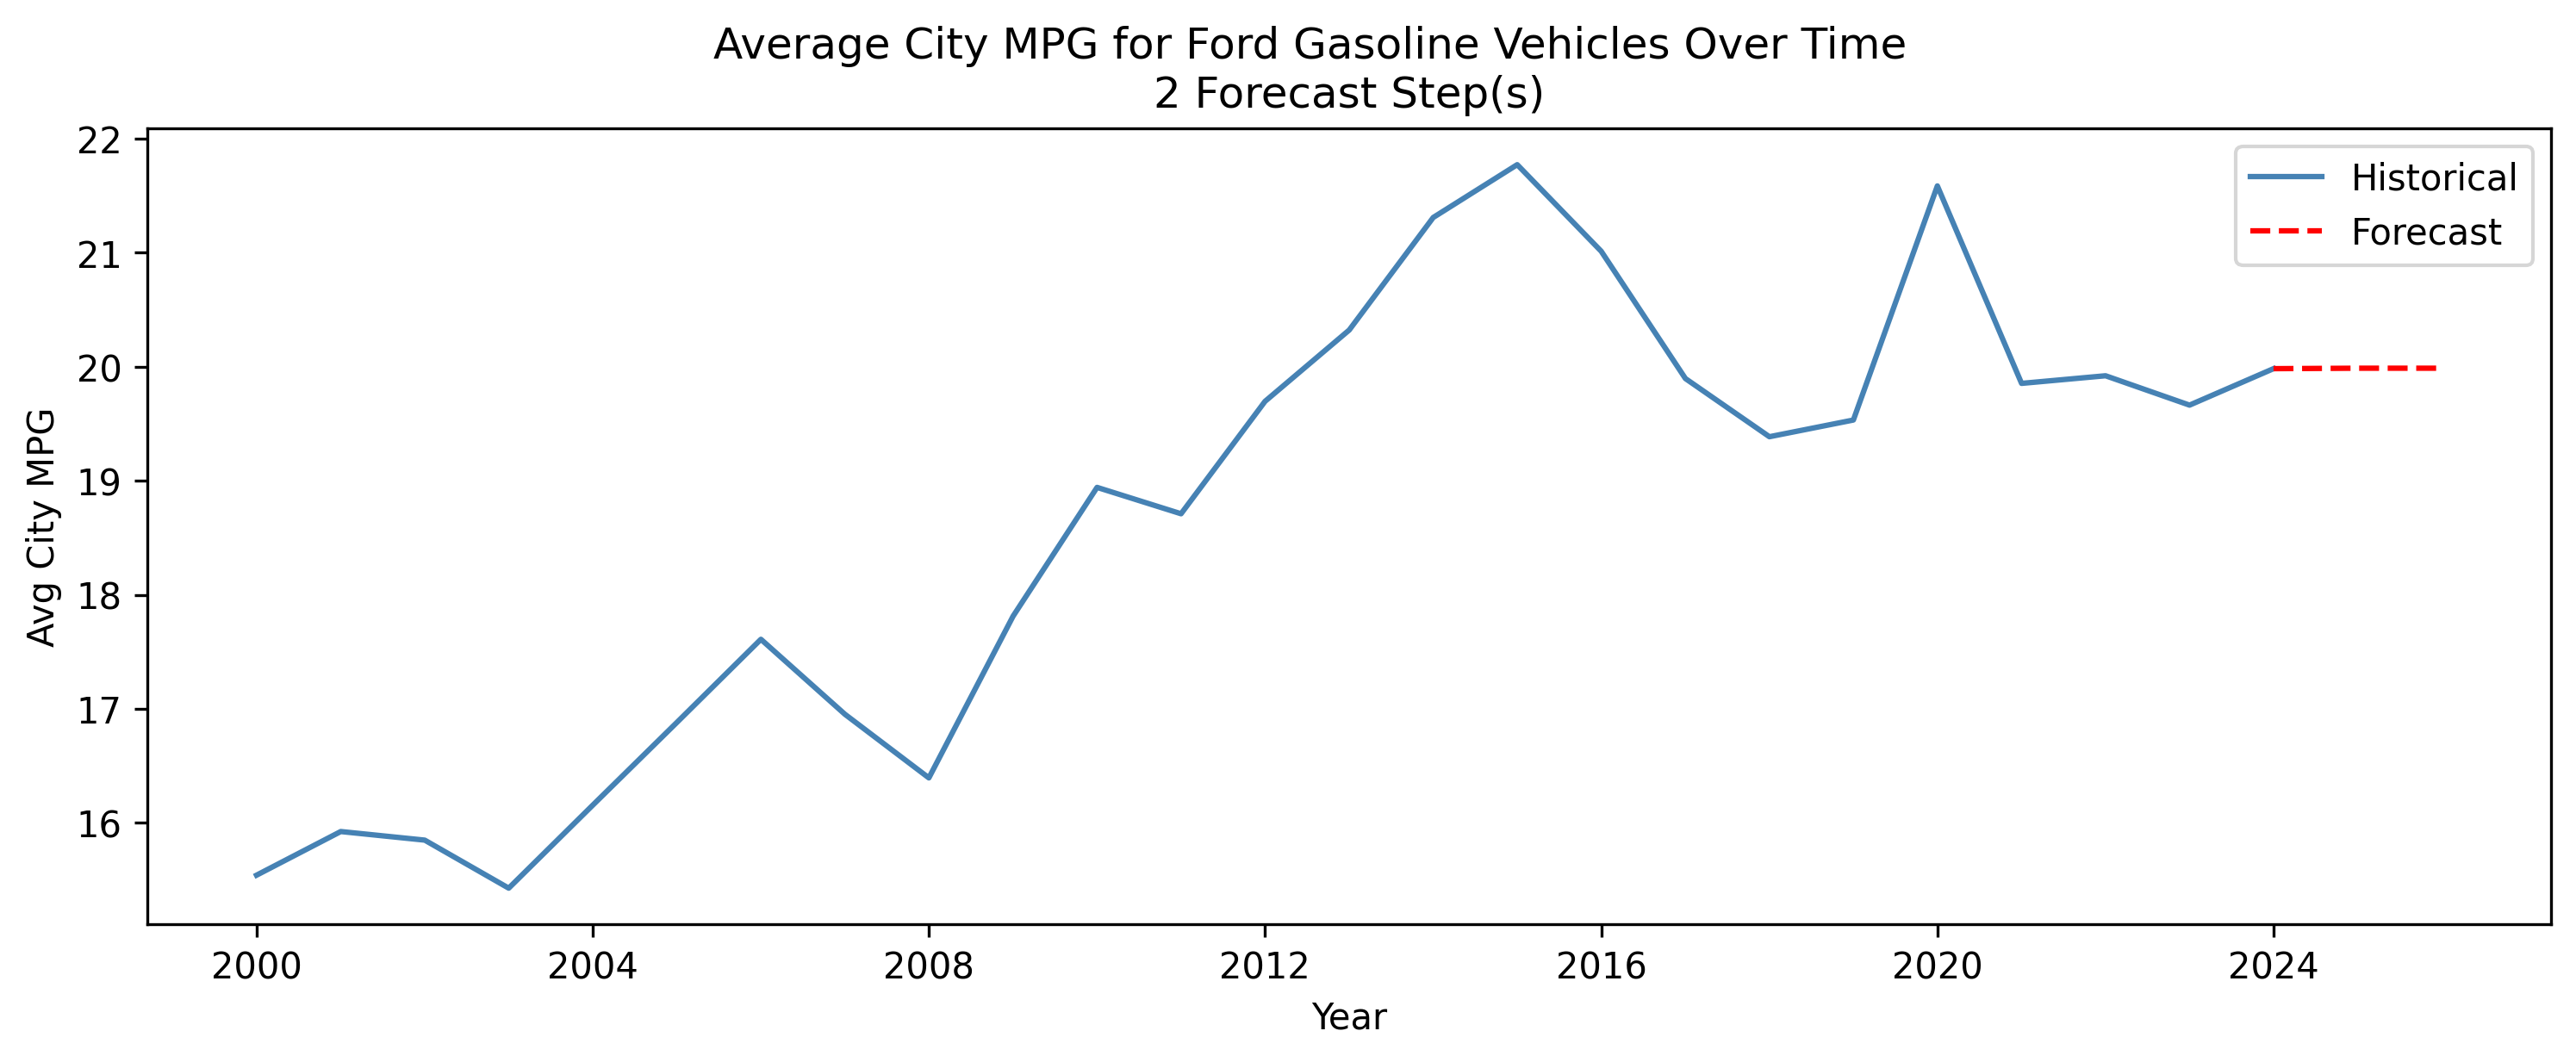 Average City MPG for Ford Gasoline Vehicles Over Time
2 Forecast Step(s)
22
21
20
19
18
17
16
Avg City MPG
Historical
Forecast
2000
2004
2008
2012
2016
2020
2024
Year